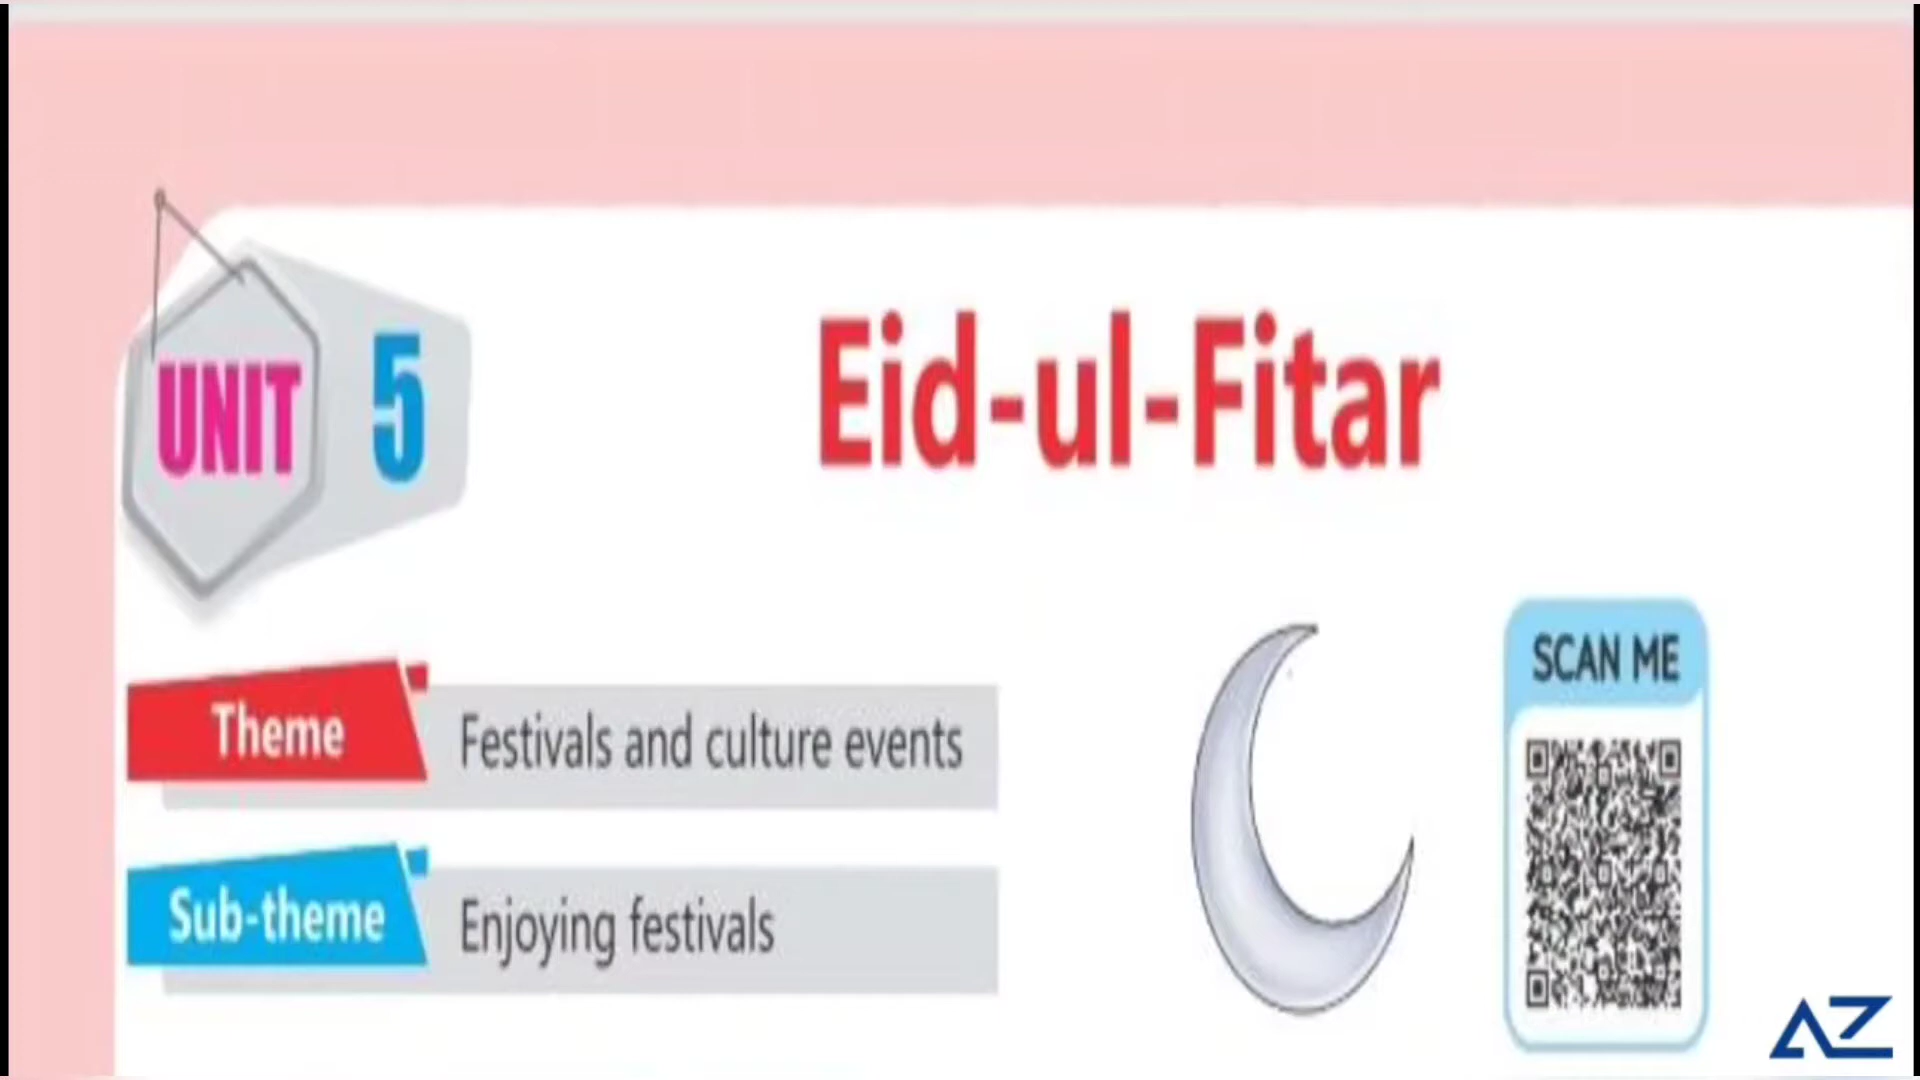 UNIT 5
Eid-ul-Fitar
Theme
Festivals and culture events
Sub-theme
Enjoying festivals
SCAN ME
AZ